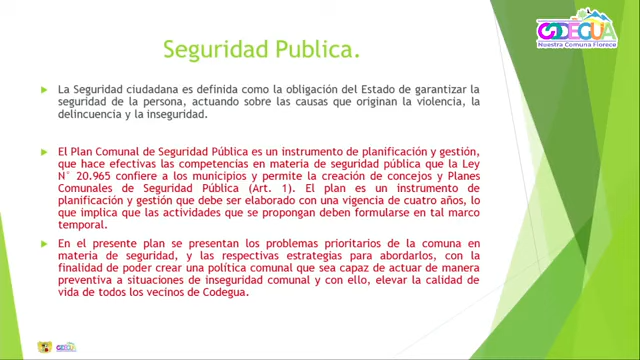 CODEGUA
Nuestra Comuna Florece
Seguridad Publica.
La Seguridad ciudadana es definida como la obligación del Estado de garantizar la
seguridad de la persona, actuando sobre las causas que originan la violencia, la
delincuencia y la inseguridad.
El Plan Comunal de Seguridad Pública es un instrumento de planificación y gestión,
que hace efectivas las competencias en materia de seguridad pública que la Ley
N° 20.965 confiere a los municipios y permite la creación de concejos y Planes
Comunales de Seguridad Pública (Art. 1). El plan es un instrumento de
planificación y gestión que debe ser elaborado con una vigencia de cuatro años, lo
que implica que las actividades que se propongan deben formularse en tal marco
temporal.
En el presente plan se presentan los problemas prioritarios de la comuna en
materia de seguridad, y las respectivas estrategias para abordarlos, con la
finalidad de poder crear una política comunal que sea capaz de actuar de manera
preventiva a situaciones de inseguridad comunal y con ello, elevar la calidad de
vida de todos los vecinos de Codegua.
CODEGUA